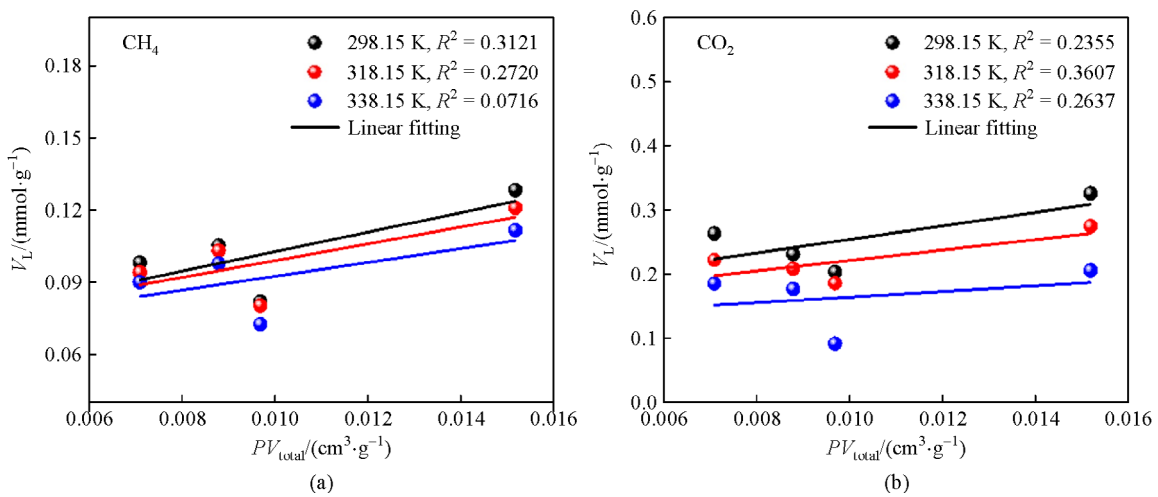 CH₄
298.15 K, R² = 0.3121
318.15 K, R² = 0.2720
338.15 K, R² = 0.0716
Linear fitting
0.18
0.15
0.12
0.09
0.06
V_L/(mmol·g⁻¹)
0.006 0.008 0.010 0.012 0.014 0.016
PV_total/(cm³·g⁻¹)
(a)
CO₂
298.15 K, R² = 0.2355
318.15 K, R² = 0.3607
338.15 K, R² = 0.2637
Linear fitting
0.6
0.5
0.4
0.3
0.2
0.1
0.0
V_L/(mmol·g⁻¹)
0.006 0.008 0.010 0.012 0.014 0.016
PV_total/(cm³·g⁻¹)
(b)